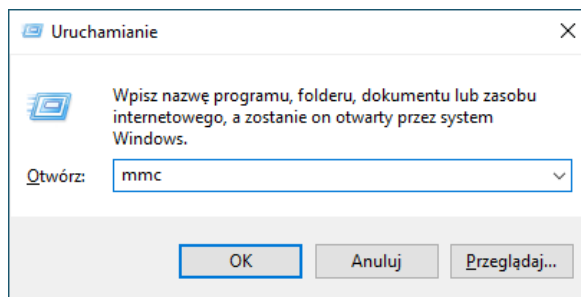 Uruchamianie
Wpisz nazwę programu, folderu, dokumentu lub zasobu
internetowego, a zostanie on otwarty przez system
Windows.
Otwórz: mmc
OK Anuluj Przeglądaj...